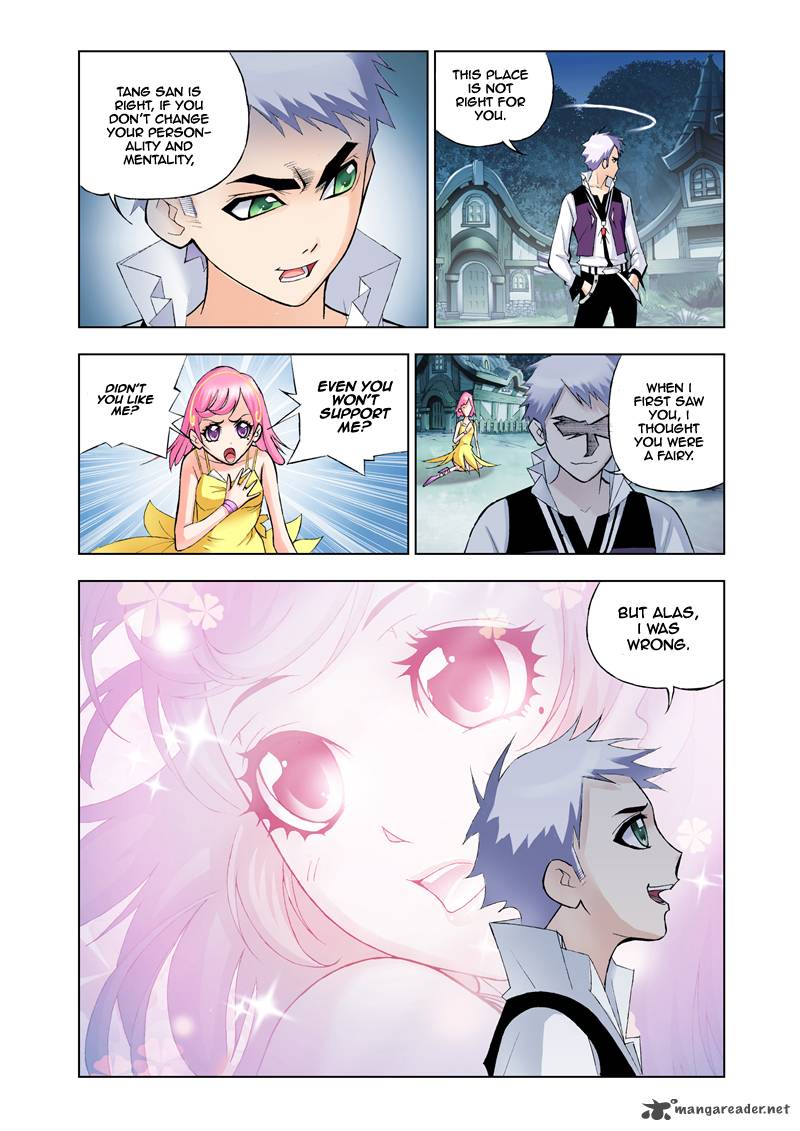 TANG SAN IS
RIGHT, IF YOU
DON'T CHANGE
YOUR PERSON-
ALITY AND
MENTALITY,
THIS PLACE
IS NOT
RIGHT FOR
YOU.
DIDN'T
YOU LIKE
ME?
EVEN YOU
WON'T
SUPPORT
ME?
WHEN I
FIRST SAW
YOU, I
THOUGHT
YOU WERE
A FAIRY.
BUT ALAS,
I WAS
WRONG.
mangareader.net